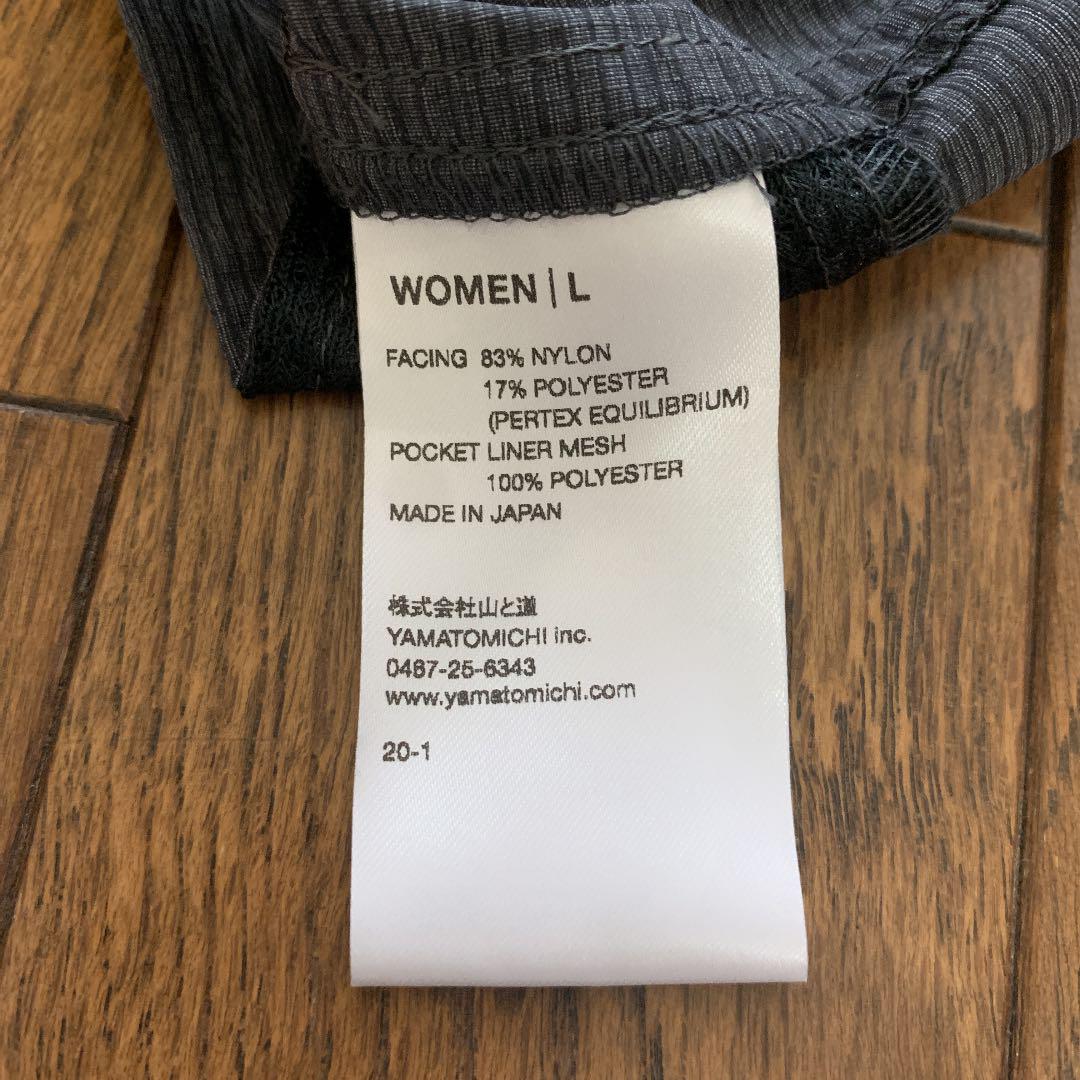 WOMEN | L
FACING 83% NYLON
17% POLYESTER
(PERTEX EQUILIBRIUM)
POCKET LINER MESH
100% POLYESTER
MADE IN JAPAN
株式会社山と道
YAMATOMICHI inc.
0467-25-6343
www.yamatomichi.com
20-1